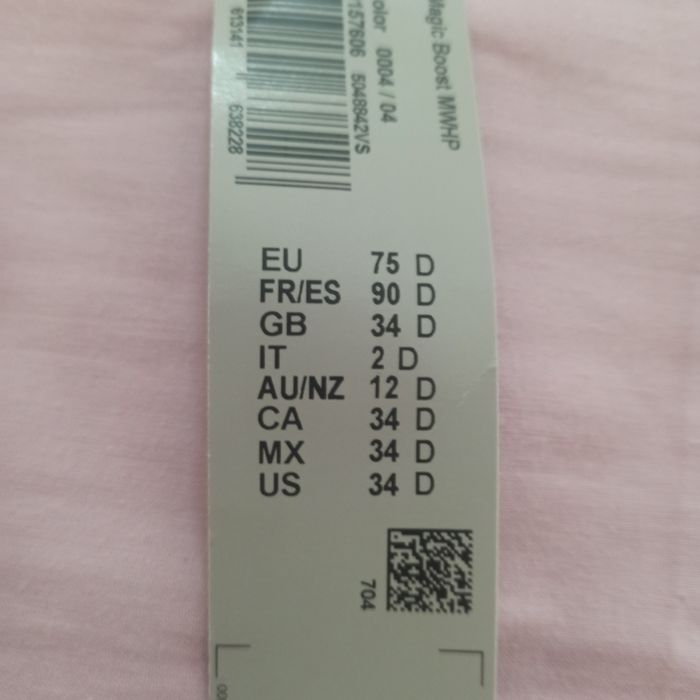 Magic Boost MWHP
olor 0004 / 04
157606 5048842VS
613141 638228
EU 75 D
FR/ES 90 D
GB 34 D
IT 2 D
AU/NZ 12 D
CA 34 D
MX 34 D
US 34 D
704